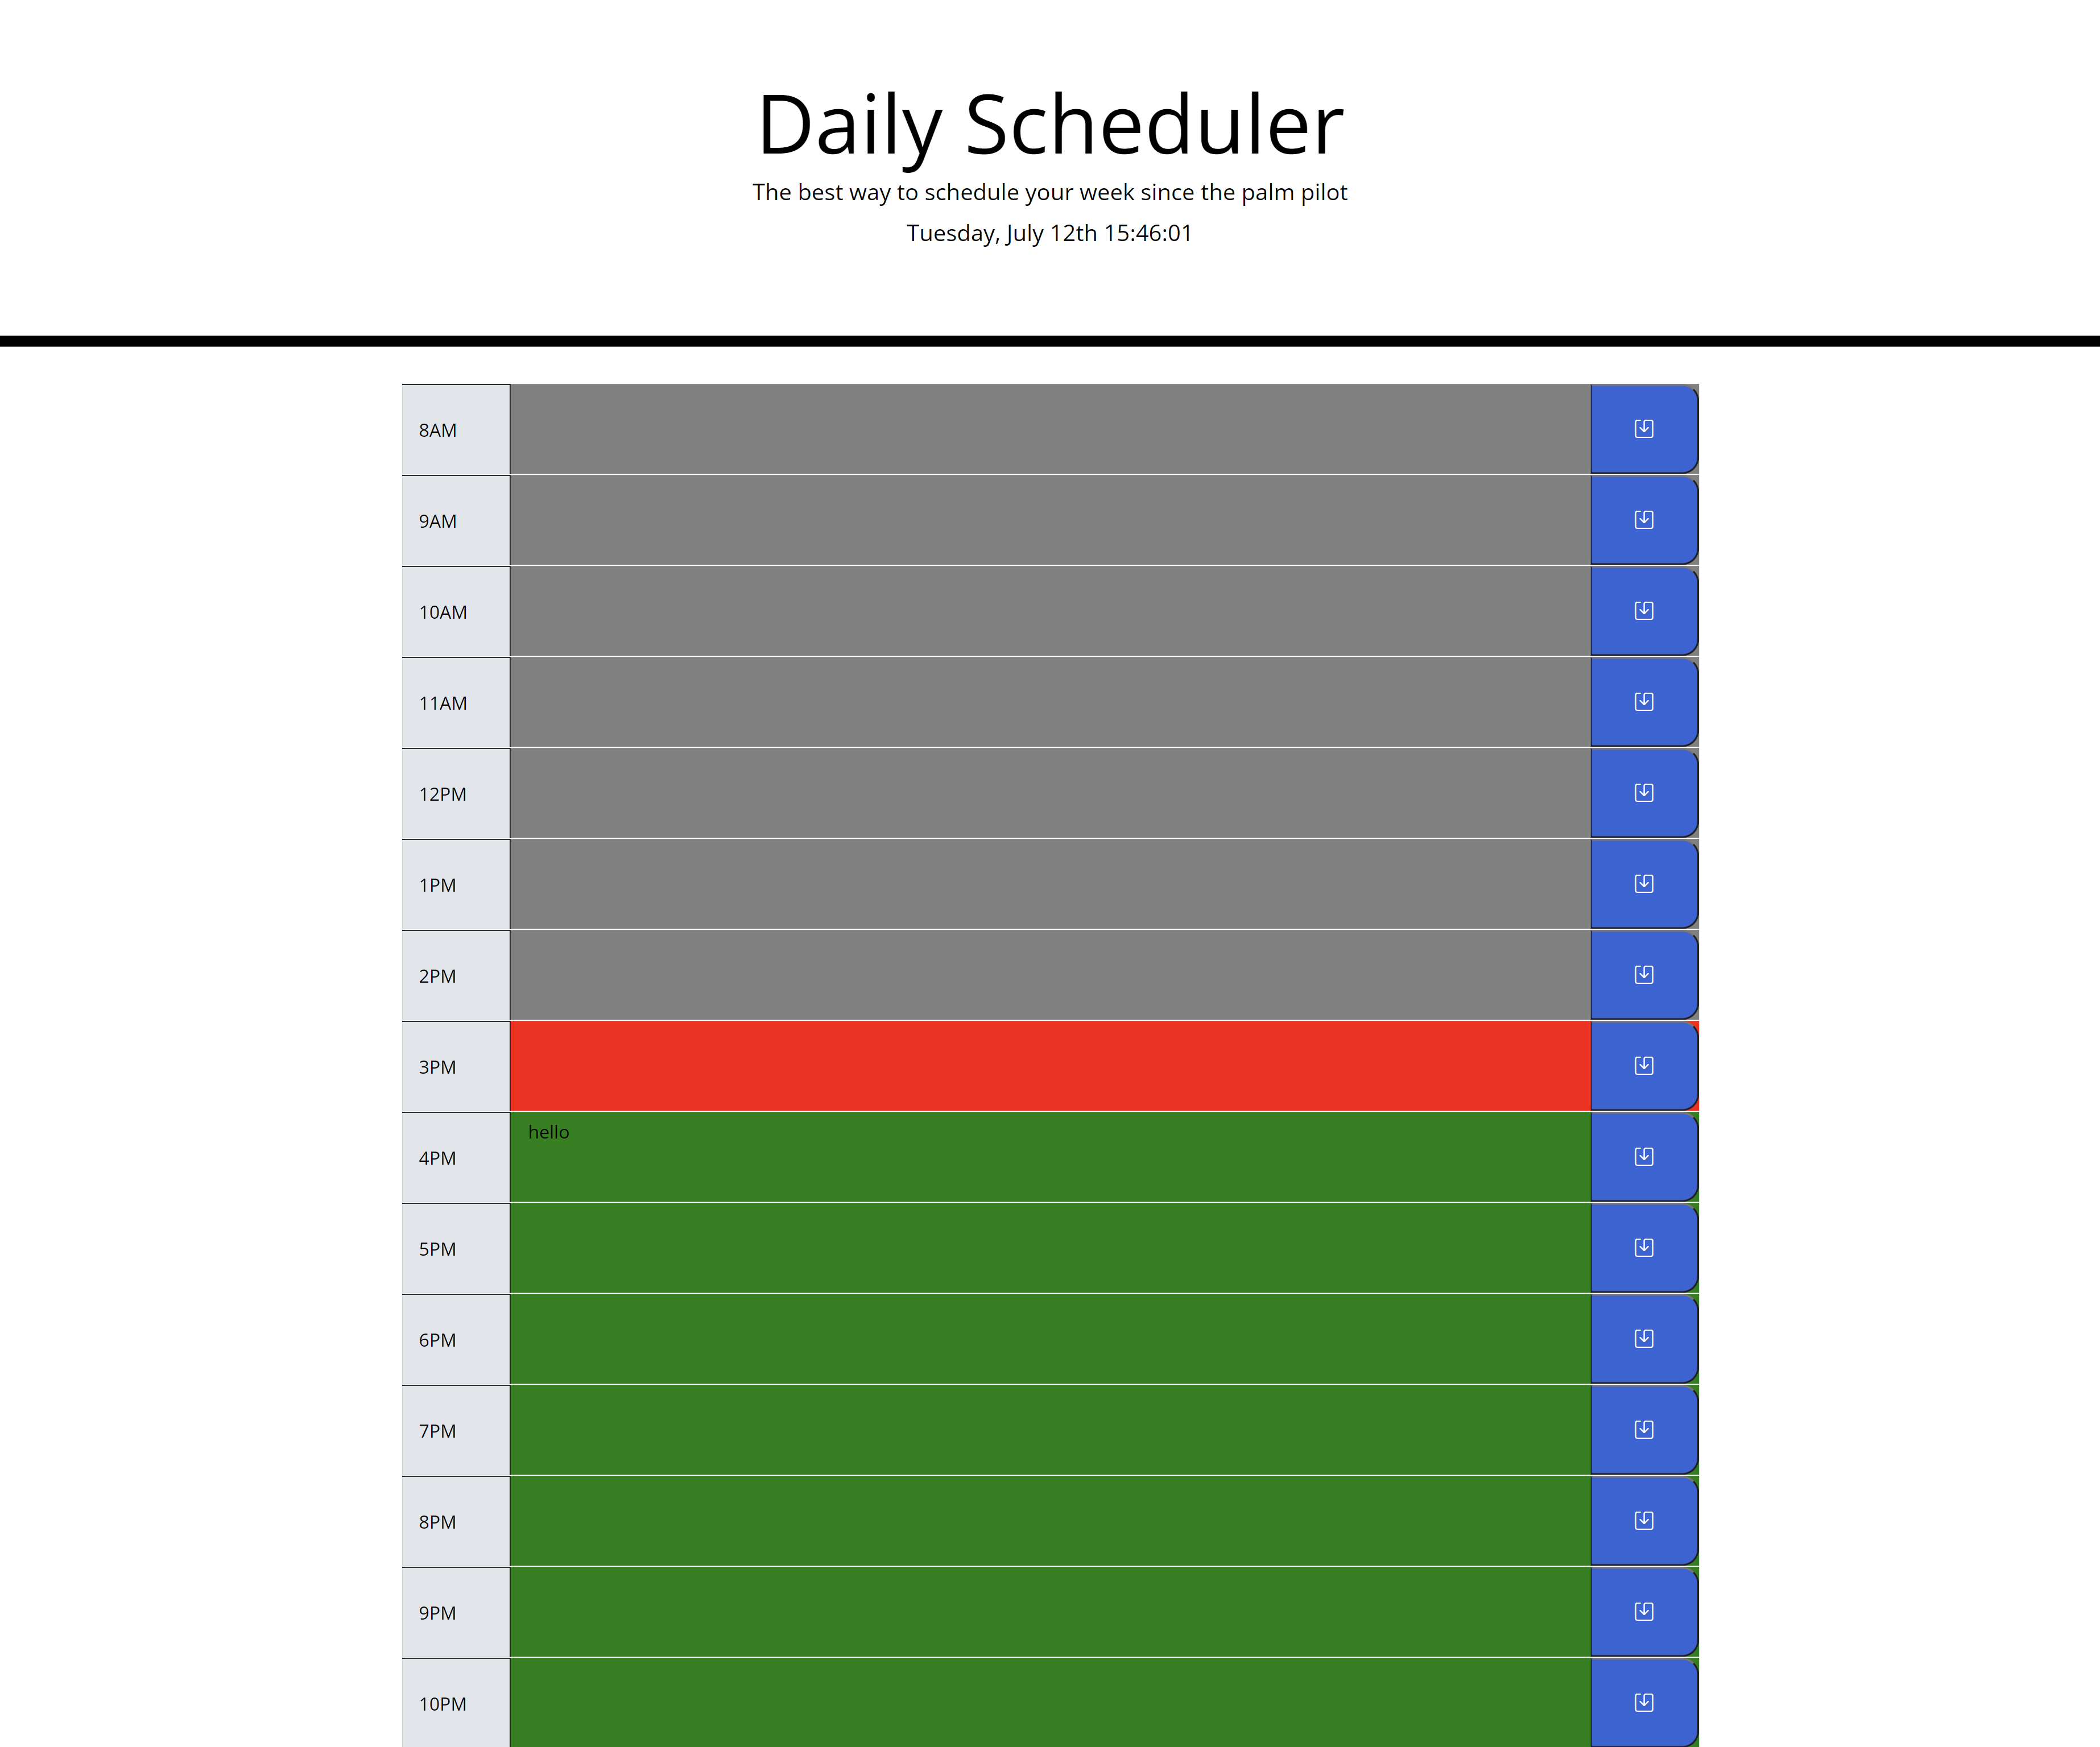 Daily Scheduler
The best way to schedule your week since the palm pilot
Tuesday, July 12th 15:46:01
8AM
9AM
10AM
11AM
12PM
1PM
2PM
3PM
4PM
hello
5PM
6PM
7PM
8PM
9PM
10PM